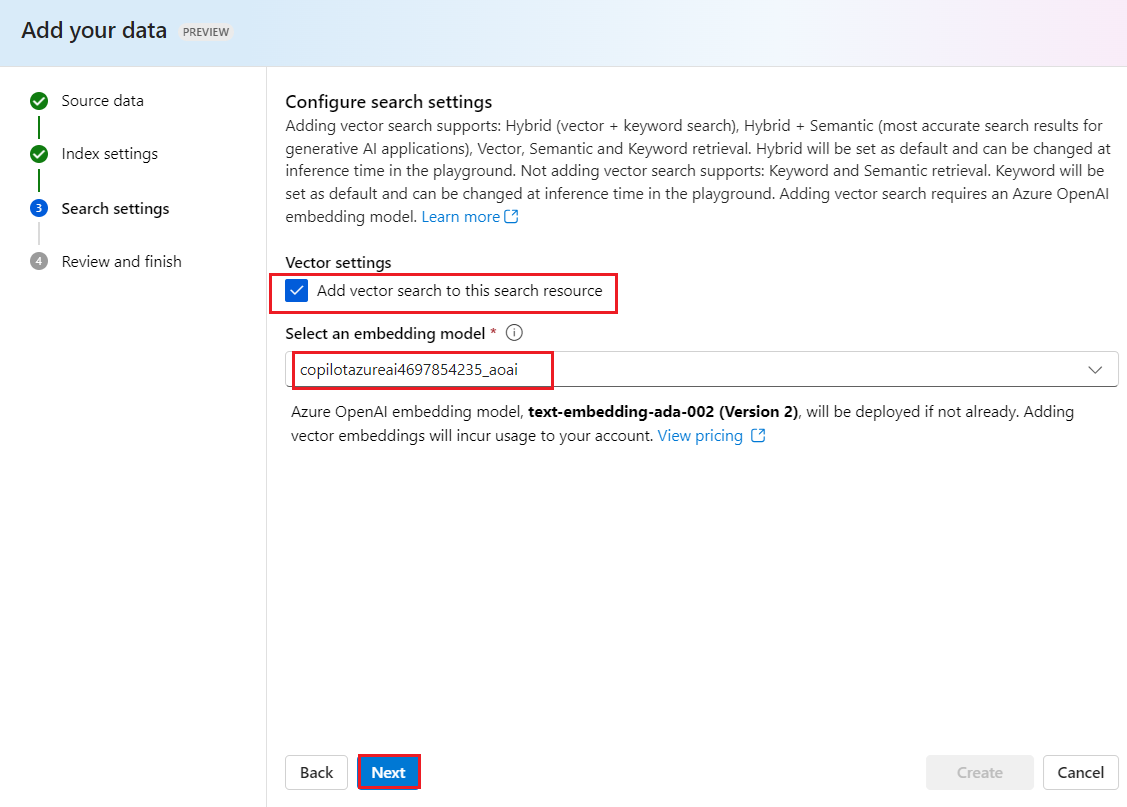 Add your data PREVIEW
Source data
Index settings
3 Search settings
4 Review and finish
Configure search settings
Adding vector search supports: Hybrid (vector + keyword search), Hybrid + Semantic (most accurate search results for
generative AI applications), Vector, Semantic and Keyword retrieval. Hybrid will be set as default and can be changed at
inference time in the playground. Not adding vector search supports: Keyword and Semantic retrieval. Keyword will be
set as default and can be changed at inference time in the playground. Adding vector search requires an Azure OpenAI
embedding model. Learn more
Vector settings
Add vector search to this search resource
Select an embedding model *
copilotazureai4697854235_aoai
Azure OpenAI embedding model, text-embedding-ada-002 (Version 2), will be deployed if not already. Adding
vector embeddings will incur usage to your account. View pricing
Back Next Create Cancel